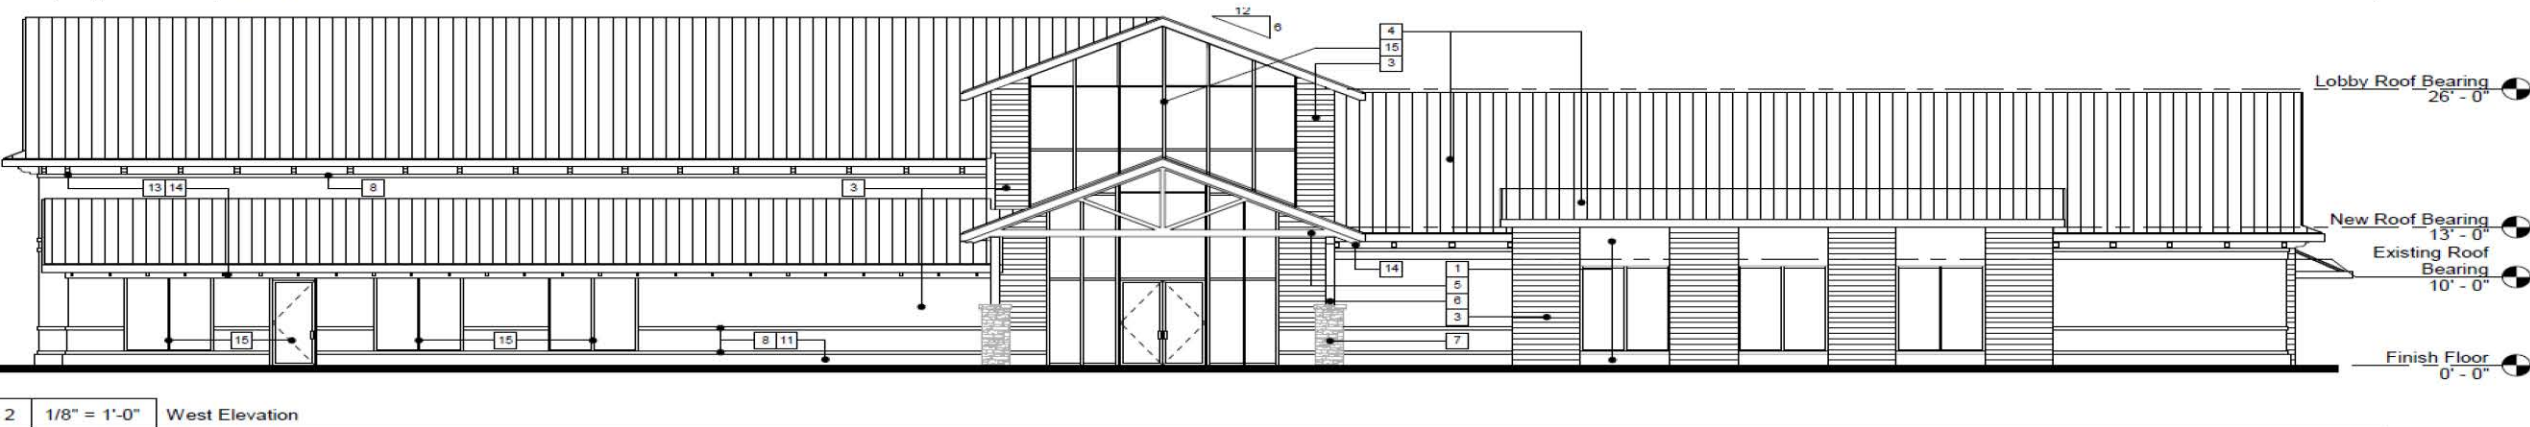 12
6
4
15
3
Lobby Roof Bearing
26' - 0"
13 14
8
3
New Roof Bearing
13' - 0"
Existing Roof
Bearing
10' - 0"
14
1
5
6
3
15
15
8 11
7
Finish Floor
0' - 0"
2 1/8" = 1'-0" West Elevation